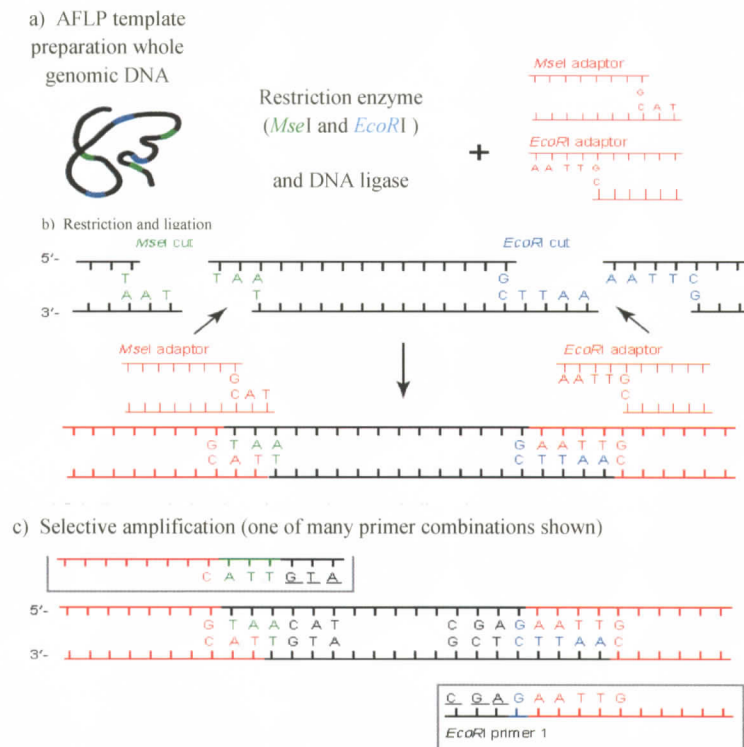 a) AFLP template
preparation whole
genomic DNA
Restriction enzyme
(MseI and EcoRI )
and DNA ligase
+
MseI adaptor
G
C A T
EcoRI adaptor
A A T T G
C
b) Restriction and ligation
MseI cut
EcoRI cut
5'-
T
T A A
G
A A T T C
A A T
T
C T T A A
G
3'-
MseI adaptor
G
C A T
EcoRI adaptor
A A T T G
C
G T A A
G A A T T G
C A T T
C T T A A C
c) Selective amplification (one of many primer combinations shown)
C A T T G T A
5'-
G T A A C A T
C G A G A A T T G
C A T T G T A
G C T C T T A A C
3'-
C G A G A A T T G
EcoRI primer 1